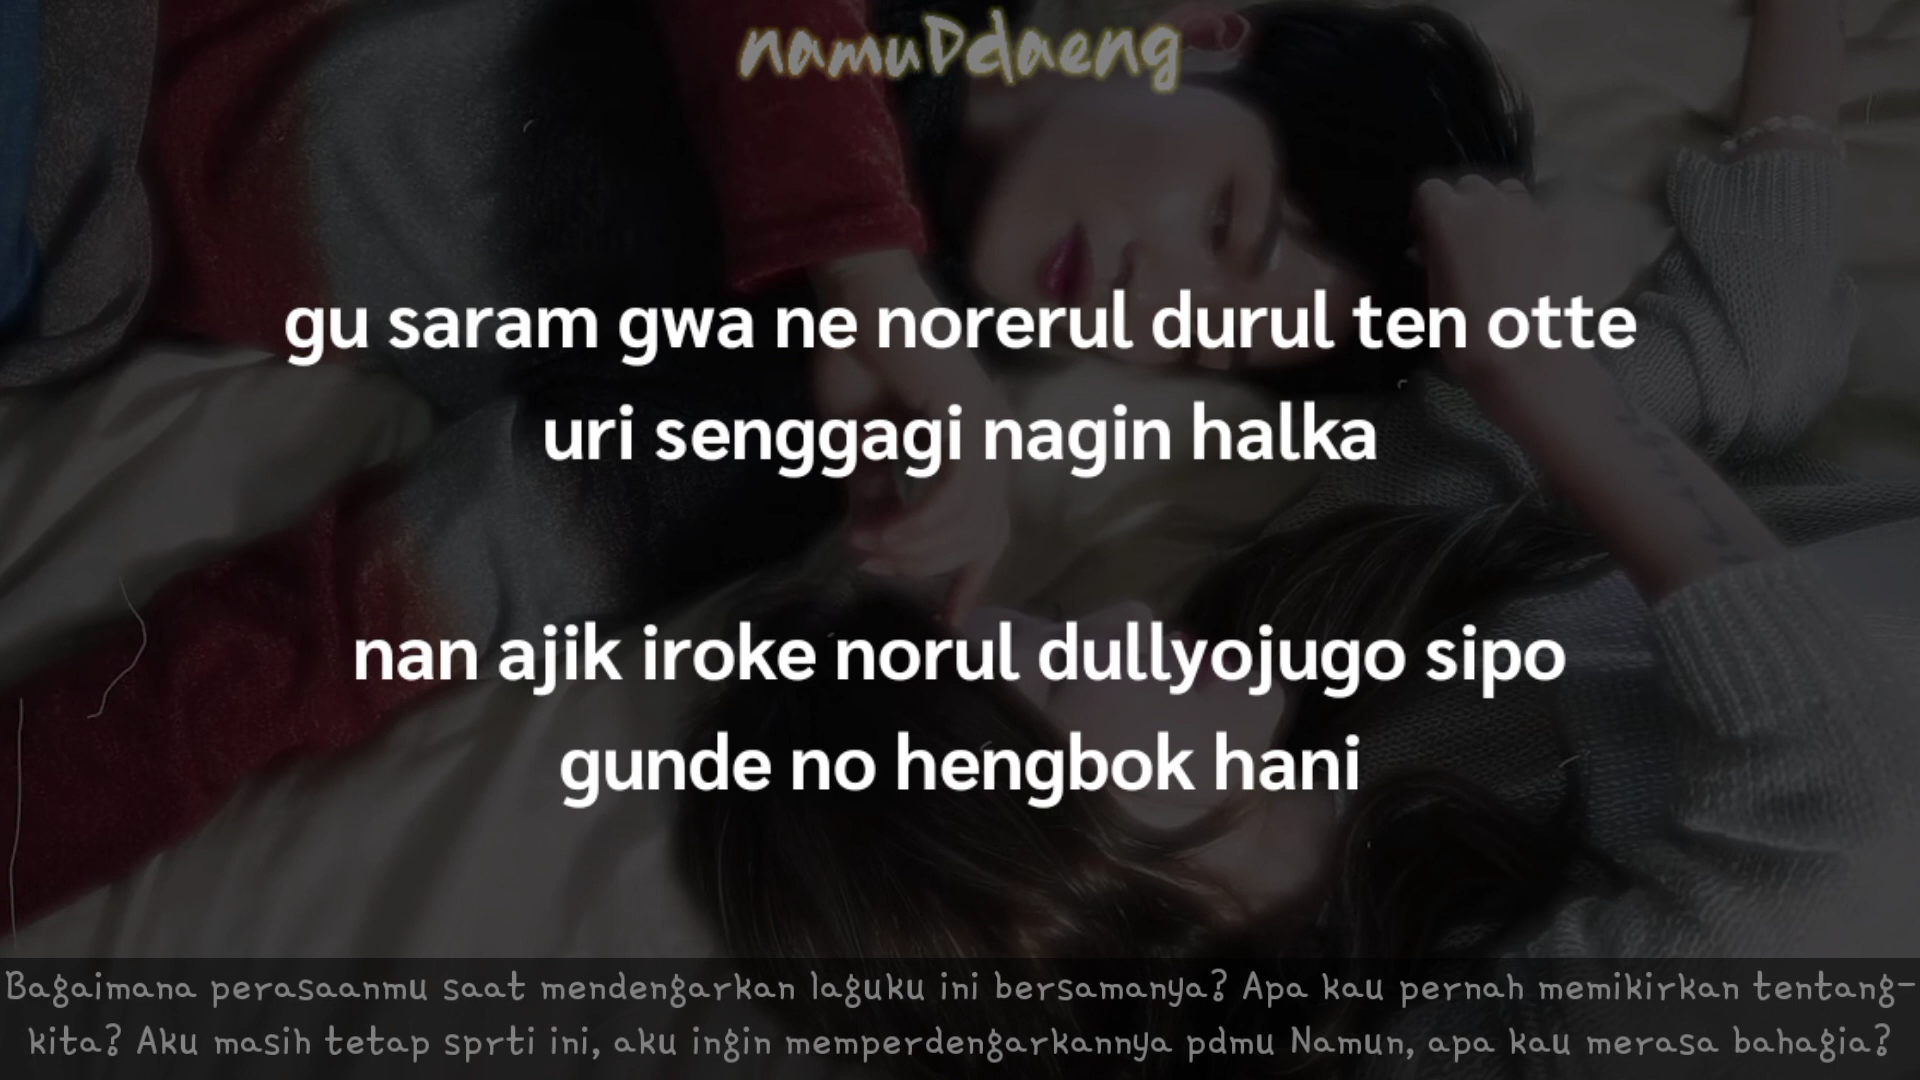 namuDdaeng
gu saram gwa ne norerul durul ten otte
uri senggagi nagin halka
nan ajik iroke norul dullyojugo sipo
gunde no hengbok hani
Bagaimana perasaanmu saat mendengarkan laguku ini bersamanya? Apa kau pernah memikirkan tentang-
kita? Aku masih tetap sprti ini, aku ingin memperdengarkannya pdmu Namun, apa kau merasa bahagia?